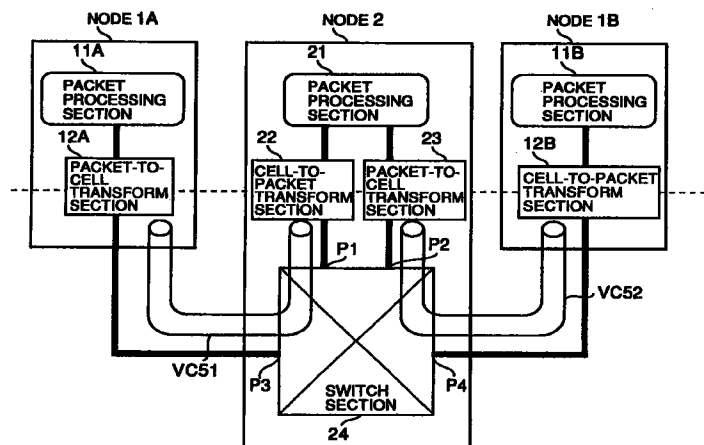 NODE 1A
NODE 2
NODE 1B
11A
21
11B
PACKET
PROCESSING
SECTION
PACKET
PROCESSING
SECTION
PACKET
PROCESSING
SECTION
12A
22
23
12B
PACKET-TO-
CELL
TRANSFORM
SECTION
CELL-TO-
PACKET
TRANSFORM
SECTION
PACKET-TO-
CELL
TRANSFORM
SECTION
CELL-TO-PACKET
TRANSFORM
SECTION
P1
P2
VC52
VC51
P3
P4
SWITCH
SECTION
24